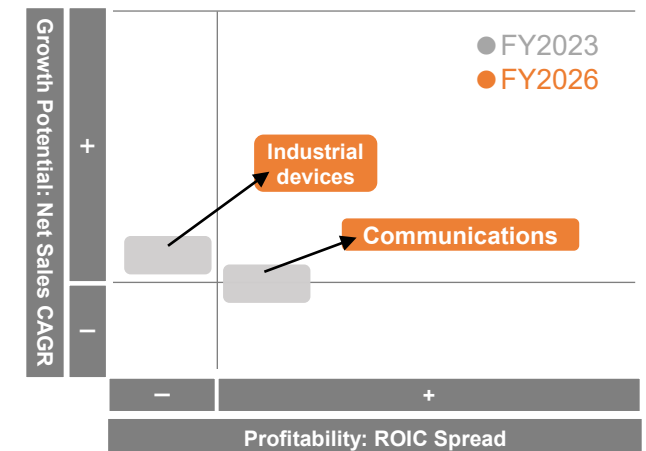 FY2023
FY2026
Growth Potential: Net Sales CAGR
+
Industrial
devices
Communications
−
−
+
Profitability: ROIC Spread